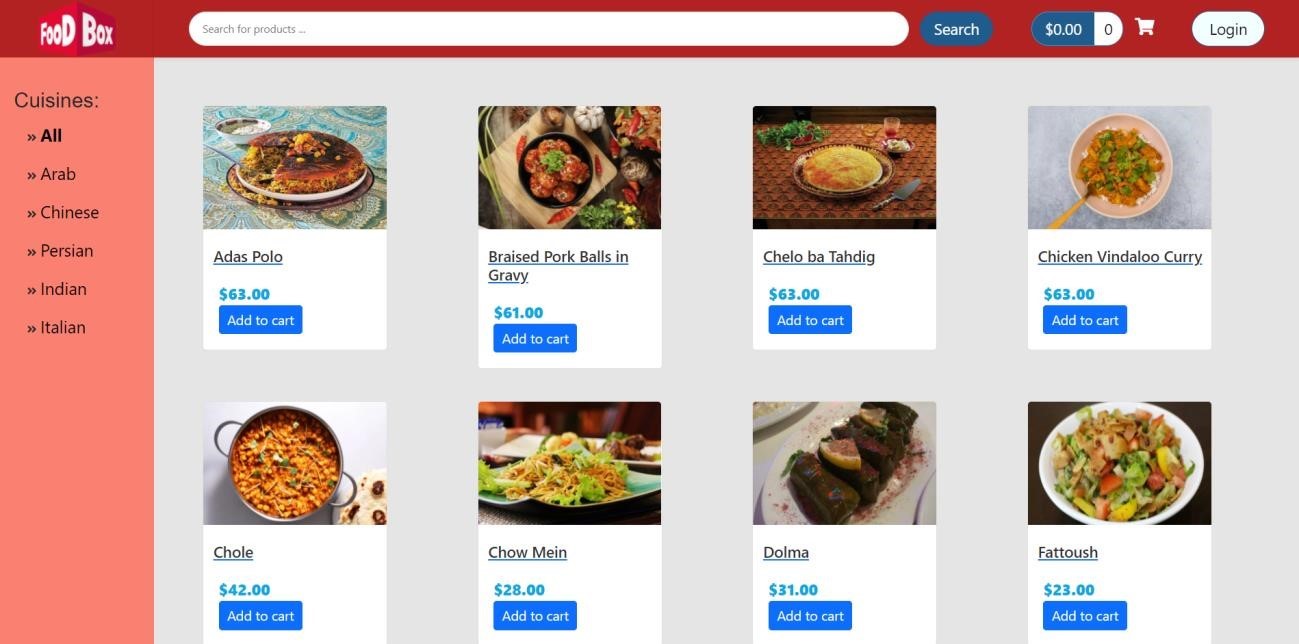 FooD Box
Search for products ...
Search
$0.00 0
Login
Cuisines:
» All
» Arab
» Chinese
» Persian
» Indian
» Italian
Adas Polo
$63.00
Add to cart
Braised Pork Balls in
Gravy
$61.00
Add to cart
Chelo ba Tahdig
$63.00
Add to cart
Chicken Vindaloo Curry
$63.00
Add to cart
Chole
$42.00
Add to cart
Chow Mein
$28.00
Add to cart
Dolma
$31.00
Add to cart
Fattoush
$23.00
Add to cart